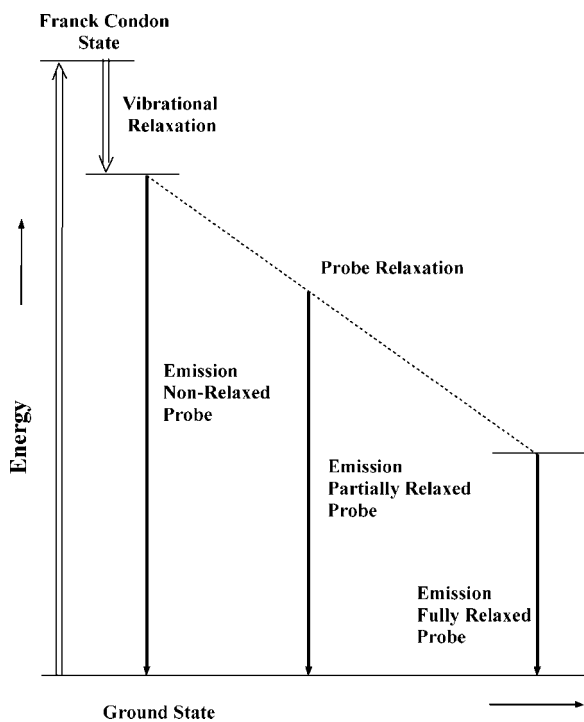 Franck Condon
State
Vibrational
Relaxation
Probe Relaxation
Emission
Non-Relaxed
Probe
Energy
Emission
Partially Relaxed
Probe
Emission
Fully Relaxed
Probe
Ground State